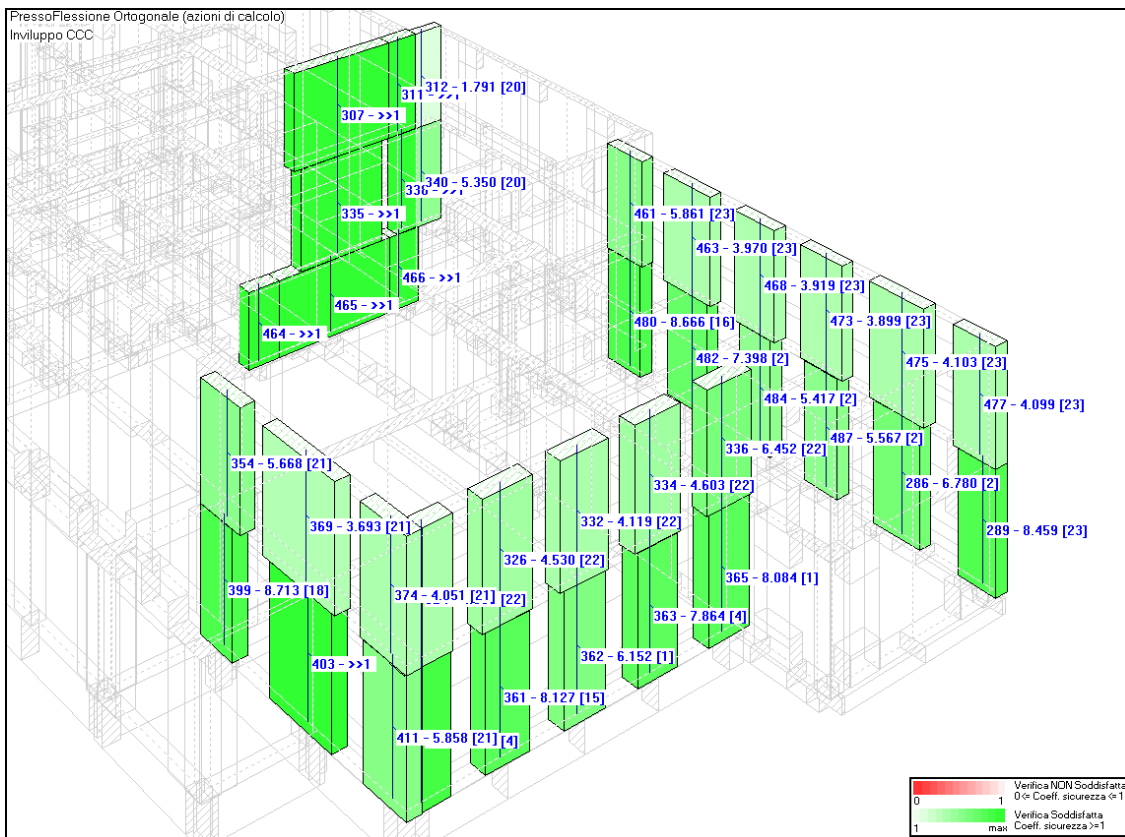 PressoFlessione Ortogonale (azioni di calcolo)
Inviluppo CCC
312 - 1.791 [20]
311 - >>1
307 - >>1
340 - 5.350 [20]
335 - >>1
466 - >>1
465 - >>1
464 - >>1
461 - 5.861 [23]
463 - 3.970 [23]
468 - 3.919 [23]
473 - 3.899 [23]
475 - 4.103 [23]
477 - 4.099 [23]
480 - 8.666 [16]
482 - 7.398 [2]
484 - 5.417 [2]
487 - 5.567 [2]
286 - 6.780 [2]
289 - 8.459 [23]
336 - 6.452 [22]
334 - 4.603 [22]
332 - 4.119 [22]
326 - 4.530 [22]
354 - 5.668 [21]
369 - 3.693 [21]
374 - 4.051 [21]
[22]
399 - 8.713 [18]
403 - >>1
365 - 8.084 [1]
363 - 7.864 [4]
362 - 6.152 [1]
361 - 8.127 [15]
411 - 5.858 [21]
[4]
Verifica NON Soddisfatta
0<= Coeff. sicurezza <=1
0 1
Verifica Soddisfatta
Coeff. sicurezza >=1
1 max